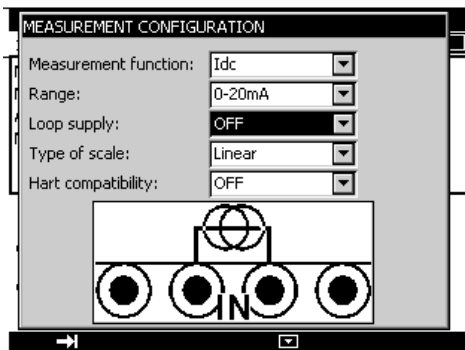 MEASUREMENT CONFIGURATION
Measurement function: Idc
Range: 0-20mA
Loop supply: OFF
Type of scale: Linear
Hart compatibility: OFF
IN